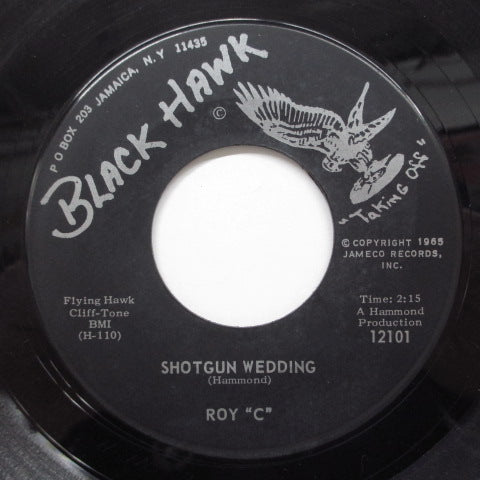 P O BOX 203 JAMAICA, N.Y 11435
BLACK HAWK
©
"TAKING OFF"
© COPYRIGHT 1965
JAMECO RECORDS,
INC.
Flying Hawk
Cliff-Tone
BMI
(H-110)
Time: 2:15
A Hammond
Production
12101
SHOTGUN WEDDING
(Hammond)
ROY "C"